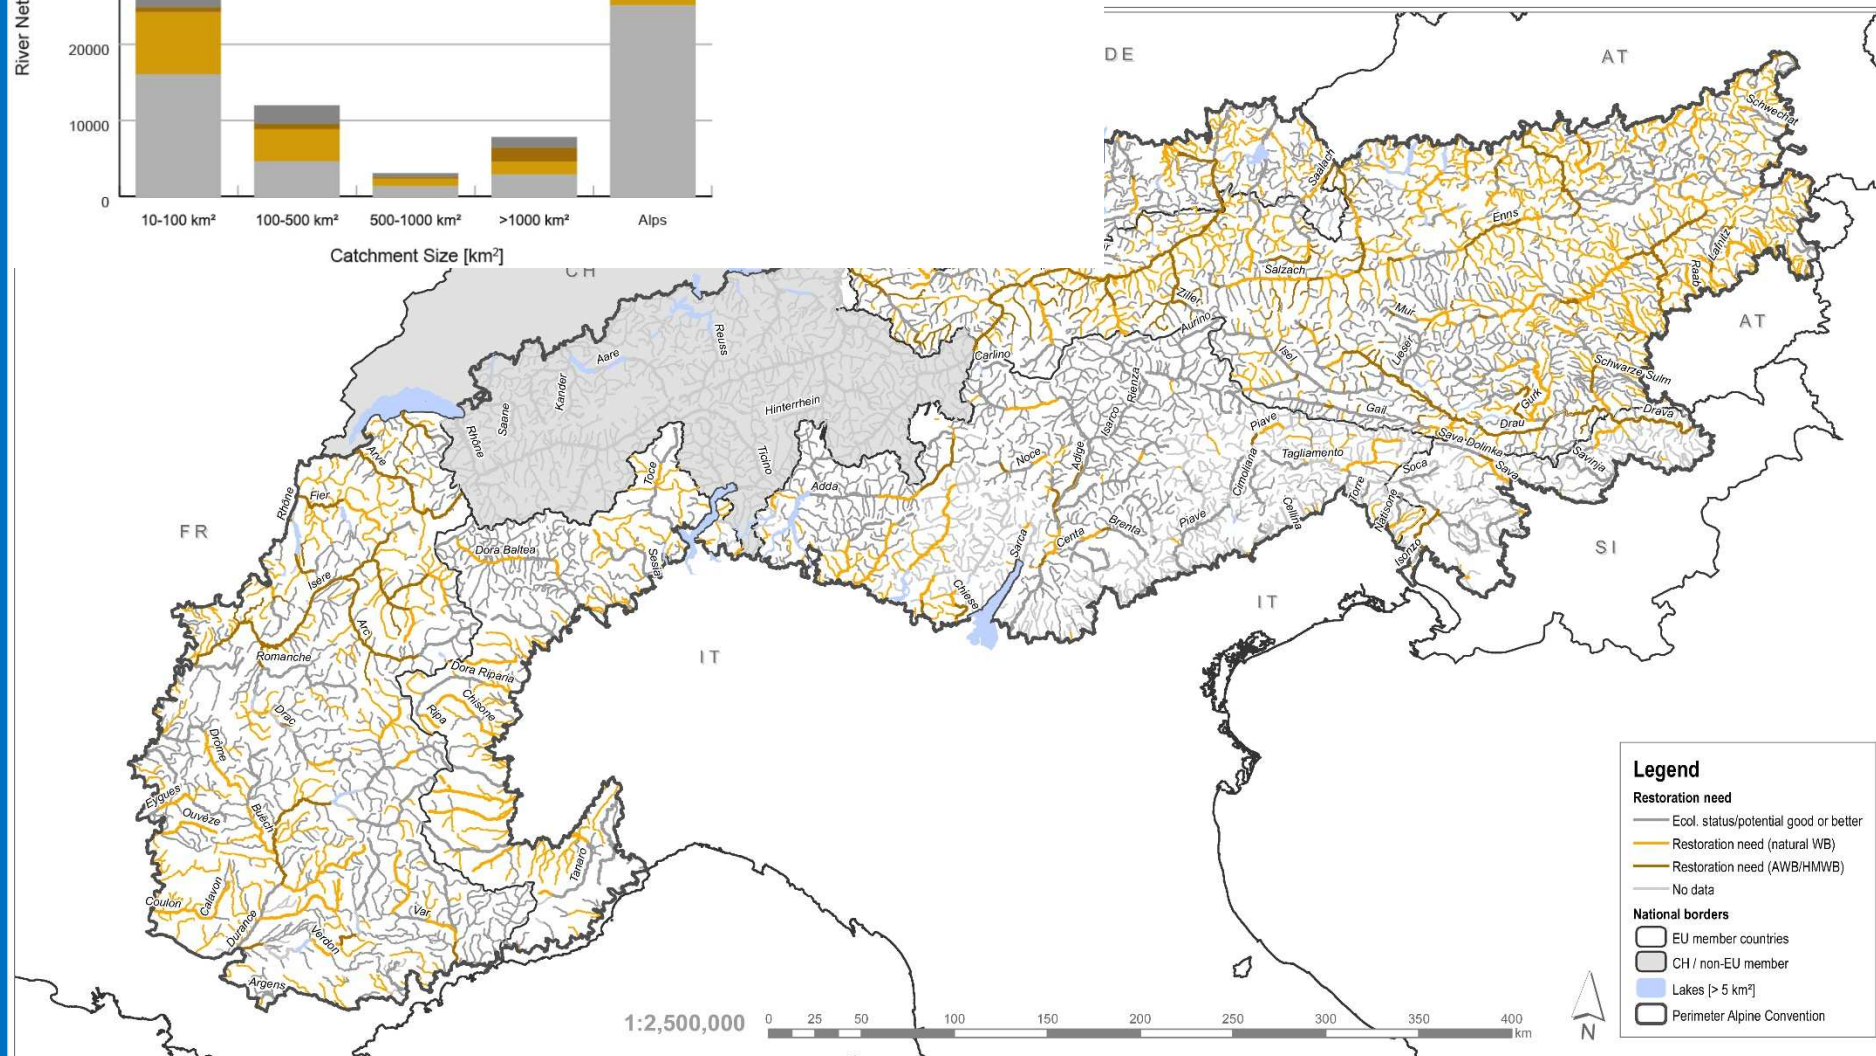 River Net
20000
10000
0
10-100 km²
100-500 km²
500-1000 km²
>1000 km²
Alps
Catchment Size [km²]
DE
AT
Schwechat
Saalach
Enns
Lafnitz
Raab
Salzach
Ziller
Aurino
Mur
AT
CH
Reuss
Aare
Kander
Saane
Rhône
Hinterrhein
Ticino
Toce
Carlino
Isel
Lieser
Schwarze Sulm
Gurk
Rienza
Isarco
Gail
Drau
Drava
Piave
Sava Dolinka
Sava
Savinja
Arve
Fier
Rhône
Adda
Noce
Adige
Cimoliana
Tagliamento
Soca
Torre
Natisone
FR
Isère
Dora Baltea
Sesia
Sarca
Centa
Brenta
Piave
Cellina
Isonzo
SI
Chiese
IT
Arc
Romanche
Dora Riparia
IT
Chisone
Ripa
Drac
Drôme
Eygues
Ouvèze
Buëch
Tanaro
Coulon
Calavon
Durance
Var
Verdon
Argens
Legend
Restoration need
Ecol. status/potential good or better
Restoration need (natural WB)
Restoration need (AWB/HMWB)
No data
National borders
EU member countries
CH / non-EU member
Lakes [> 5 km²]
Perimeter Alpine Convention
1:2,500,000
0 25 50 100 150 200 250 300 350 400
km
N